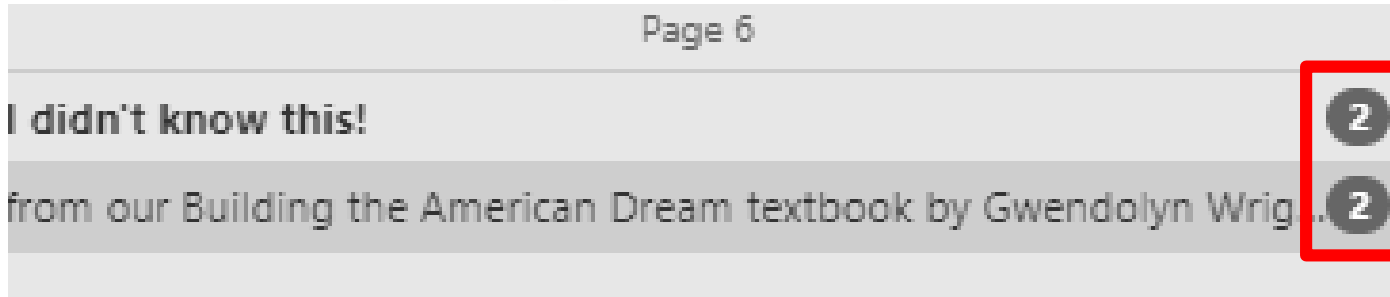 Page 6
I didn't know this! 2
from our Building the American Dream textbook by Gwendolyn Wrig... 2